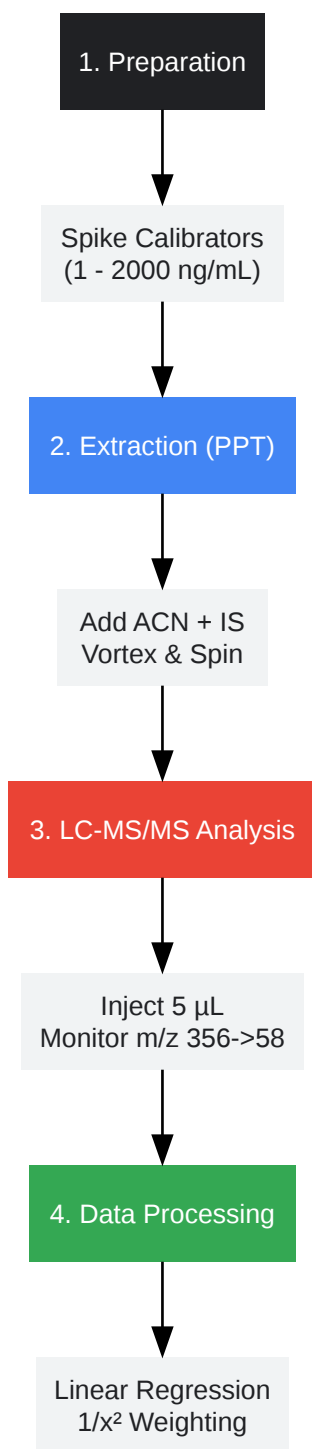 1. Preparation
Spike Calibrators
(1 - 2000 ng/mL)
2. Extraction (PPT)
Add ACN + IS
Vortex & Spin
3. LC-MS/MS Analysis
Inject 5 µL
Monitor m/z 356->58
4. Data Processing
Linear Regression
1/x² Weighting